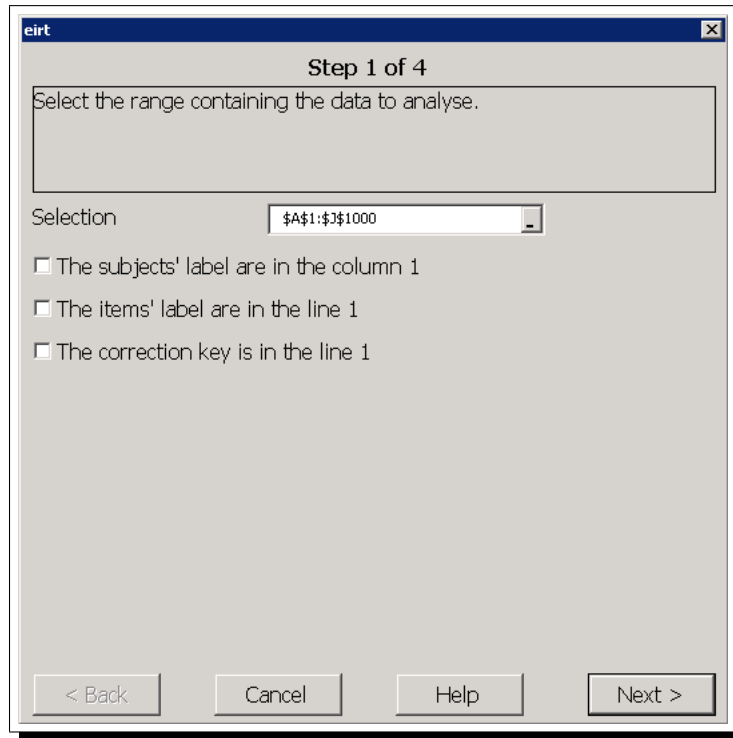 eirt
Step 1 of 4
Select the range containing the data to analyse.
Selection $A$1:$J$1000
The subjects' label are in the column 1
The items' label are in the line 1
The correction key is in the line 1
< Back Cancel Help Next >